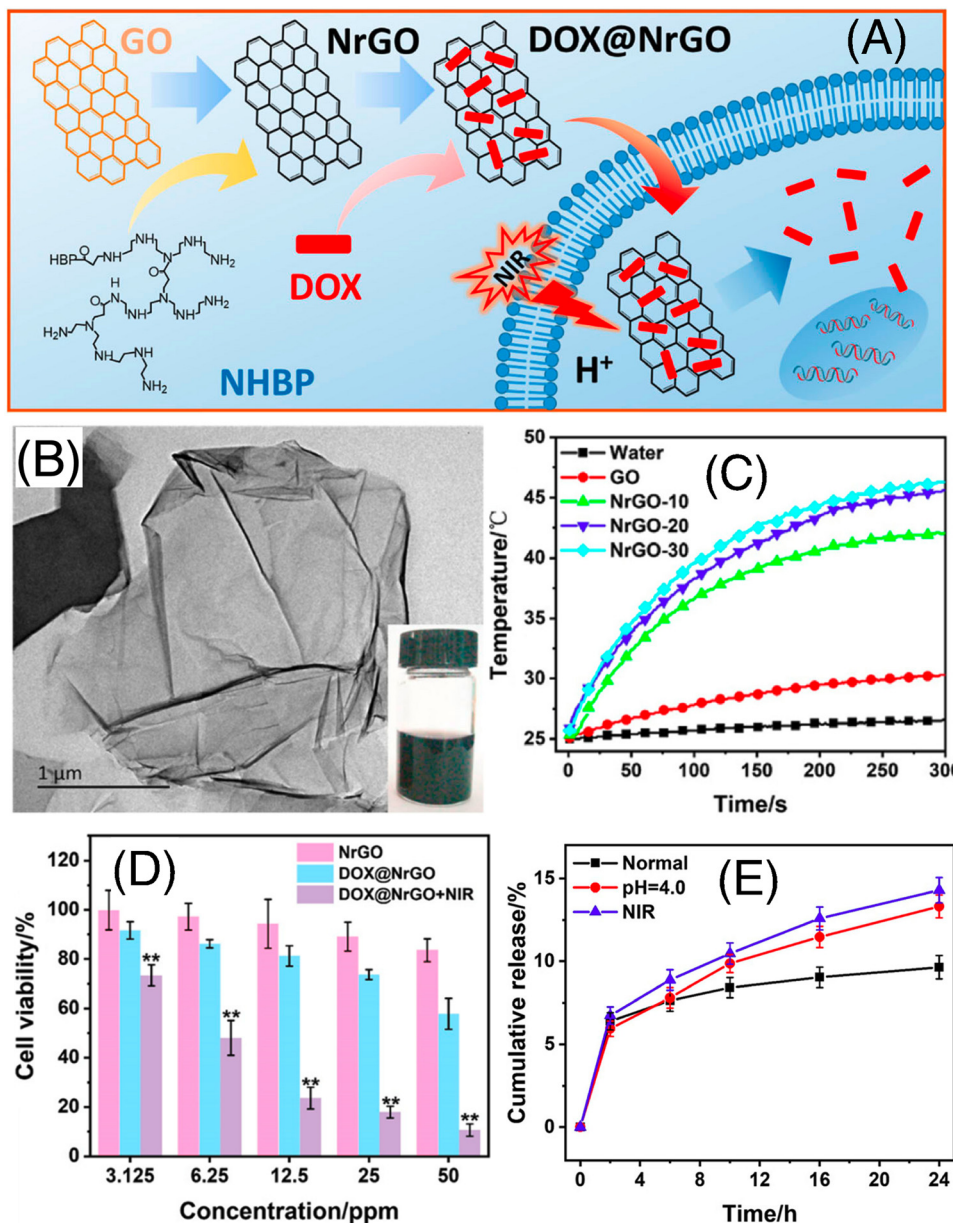 (A)
GO
NrGO
DOX@NrGO
NIR
HBP
O
NH
NH
N
NH
NH
NH2
O
H
N
O
NH
N
NH
NH2
N
H2N
NH
NH
NH2
DOX
NHBP
H+
(B)
1 μm
(C)
Water
GO
NrGO-10
NrGO-20
NrGO-30
Temperature/℃
50
45
40
35
30
25
0
50
100
150
200
250
300
Time/s
(D)
NrGO
DOX@NrGO
DOX@NrGO+NIR
Cell viability/%
120
100
80
60
40
20
0
**
**
**
**
**
3.125
6.25
12.5
25
50
Concentration/ppm
(E)
Normal
pH=4.0
NIR
Cumulative release/%
15
10
5
0
0
4
8
12
16
20
24
Time/h